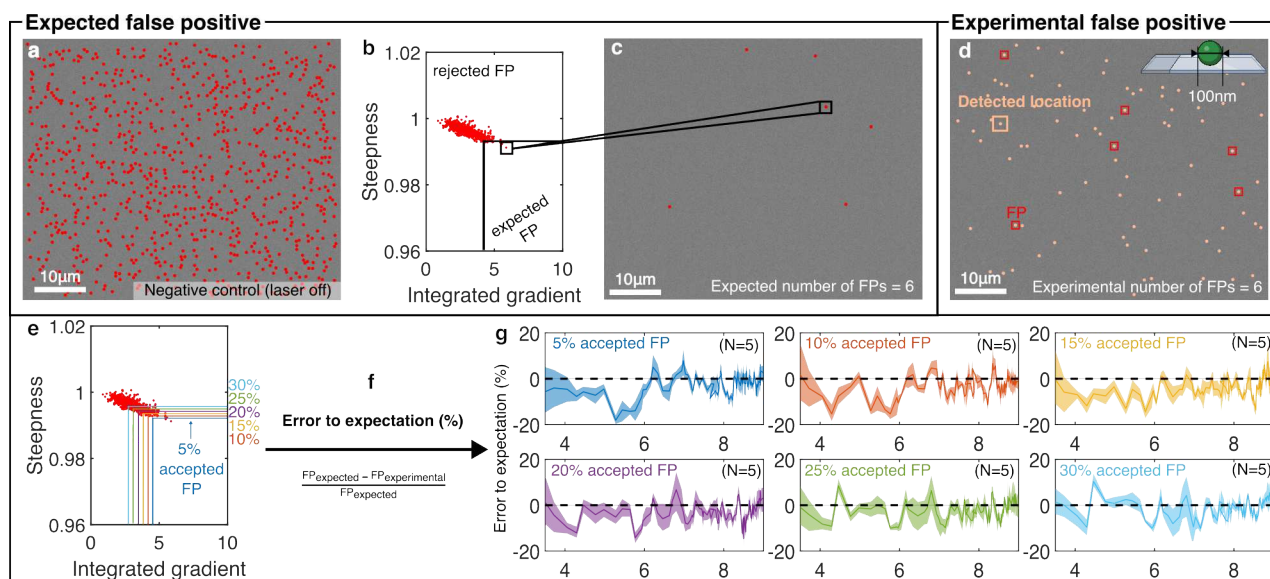 Expected false positive
Experimental false positive
a
10µm
Negative control (laser off)
b
1.02
1
0.98
0.96
Steepness
rejected FP
expected
FP
0
5
10
Integrated gradient
c
10µm
Expected number of FPs = 6
d
100nm
Detected location
FP
10µm
Experimental number of FPs = 6
e
1.02
1
0.98
0.96
Steepness
30%
25%
20%
15%
10%
5%
accepted
FP
0
5
10
Integrated gradient
f
Error to expectation (%)
FPexpected − FPexperimental
FPexpected
g
Error to expectation (%)
20
0
-20
5% accepted FP
(N=5)
4
6
8
20
0
-20
10% accepted FP
(N=5)
4
6
8
20
0
-20
15% accepted FP
(N=5)
4
6
8
20
0
-20
Error to expectation (%)
20% accepted FP
(N=5)
4
6
8
20
0
-20
25% accepted FP
(N=5)
4
6
8
20
0
-20
30% accepted FP
(N=5)
4
6
8